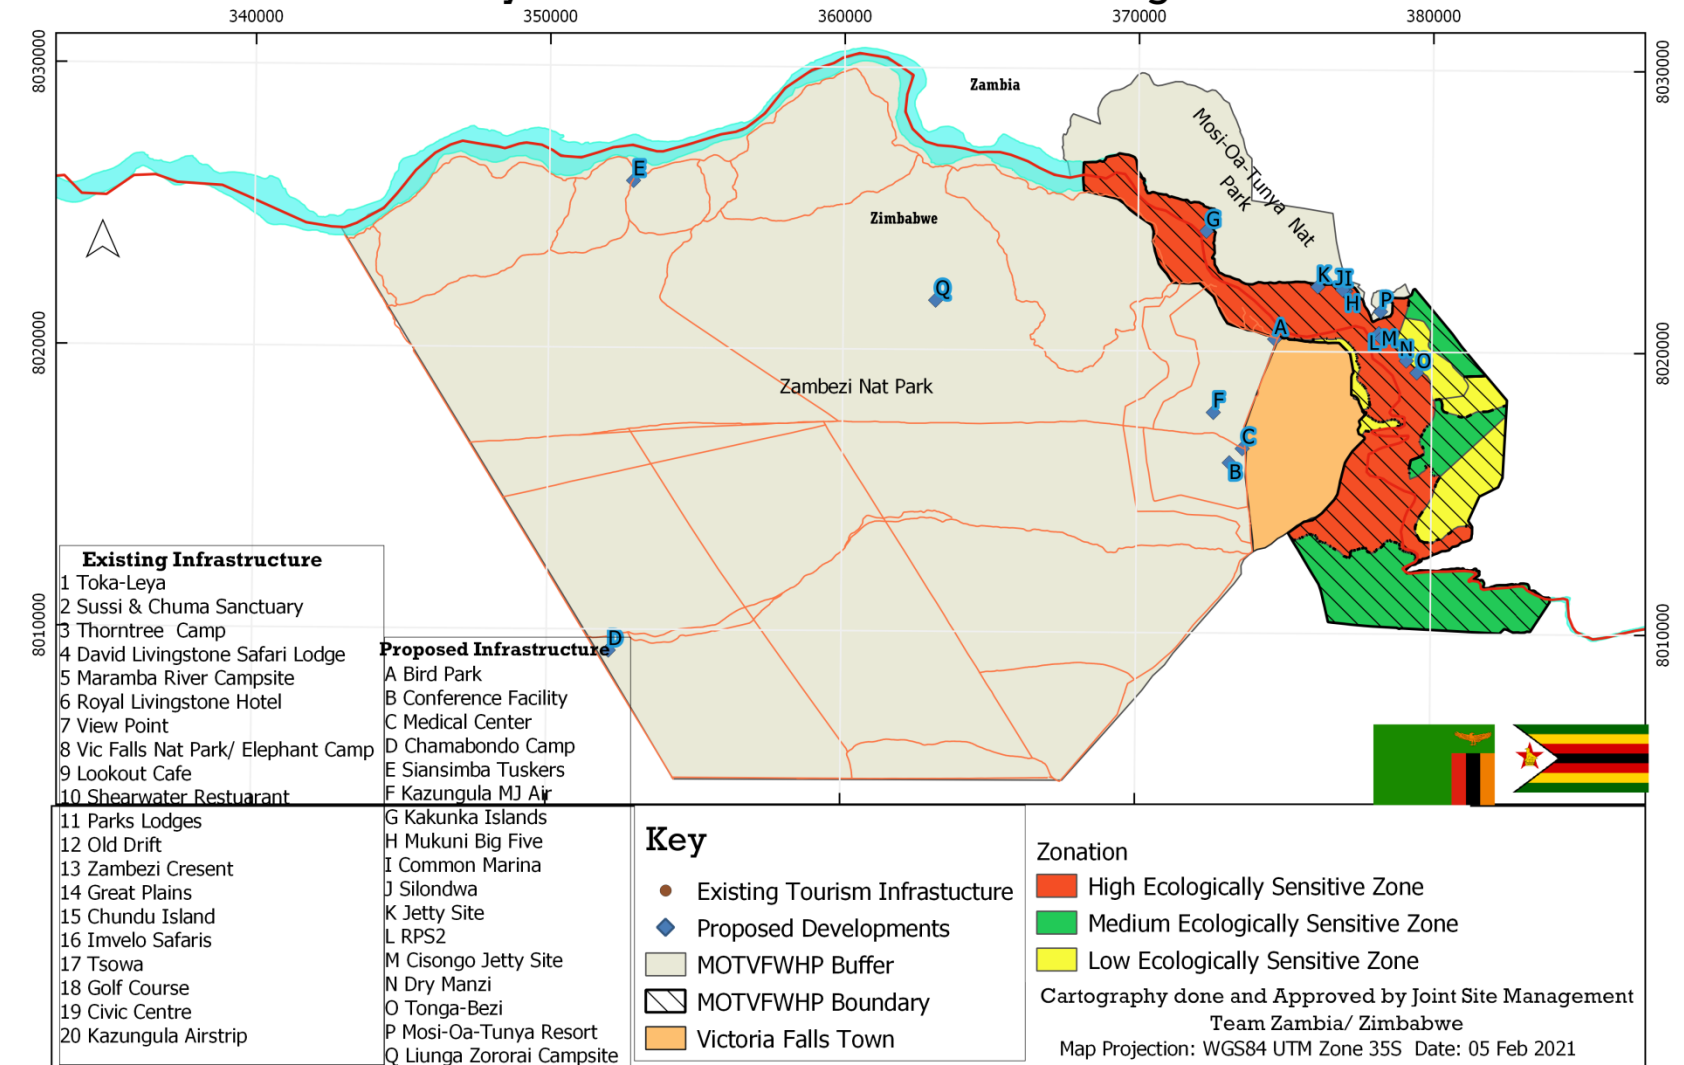 340000
350000
360000
370000
380000
8030000
8030000
Zambia
Mosi-Oa-Tunya Nat
Park
E
Zimbabwe
G
Q
K
J
I
H
P
8020000
8020000
A
L
M
N
O
Zambezi Nat Park
F
C
B
8010000
8010000
D
Existing Infrastructure
1 Toka-Leya
2 Sussi & Chuma Sanctuary
3 Thorntree Camp
4 David Livingstone Safari Lodge
5 Maramba River Campsite
6 Royal Livingstone Hotel
7 View Point
8 Vic Falls Nat Park/ Elephant Camp
9 Lookout Cafe
10 Shearwater Restuarant
11 Parks Lodges
12 Old Drift
13 Zambezi Cresent
14 Great Plains
15 Chundu Island
16 Imvelo Safaris
17 Tsowa
18 Golf Course
19 Civic Centre
20 Kazungula Airstrip
Proposed Infrastructure
A Bird Park
B Conference Facility
C Medical Center
D Chamabondo Camp
E Siansimba Tuskers
F Kazungula MJ Air
G Kakunka Islands
H Mukuni Big Five
I Common Marina
J Silondwa
K Jetty Site
L RPS2
M Cisongo Jetty Site
N Dry Manzi
O Tonga-Bezi
P Mosi-Oa-Tunya Resort
Q Liunga Zororai Campsite
Key
Existing Tourism Infrastucture
Proposed Developments
MOTVFWHP Buffer
MOTVFWHP Boundary
Victoria Falls Town
Zonation
High Ecologically Sensitive Zone
Medium Ecologically Sensitive Zone
Low Ecologically Sensitive Zone
Cartography done and Approved by Joint Site Management
Team Zambia/ Zimbabwe
Map Projection: WGS84 UTM Zone 35S Date: 05 Feb 2021